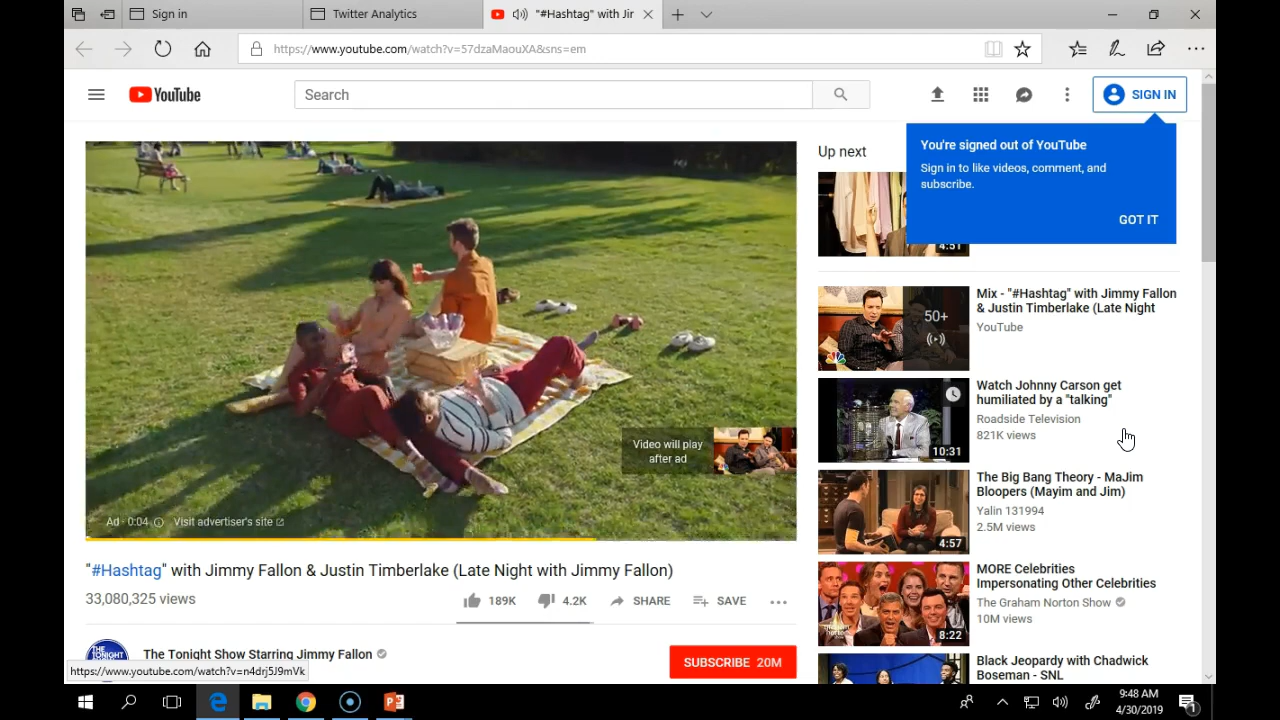 Sign in
Twitter Analytics
"#Hashtag" with Jir
https://www.youtube.com/watch?v=57dzaMaouXA&sns=em
YouTube
Search
SIGN IN
You're signed out of YouTube
Sign in to like videos, comment, and
subscribe.
GOT IT
Up next
4:51
Mix - "#Hashtag" with Jimmy Fallon
& Justin Timberlake (Late Night
YouTube
50+
Watch Johnny Carson get
humiliated by a "talking"
Roadside Television
821K views
10:31
The Big Bang Theory - MaJim
Bloopers (Mayim and Jim)
Yalin 131994
2.5M views
4:57
MORE Celebrities
Impersonating Other Celebrities
The Graham Norton Show
10M views
8:22
Black Jeopardy with Chadwick
Boseman - SNL
Video will play
after ad
Ad · 0:04
Visit advertiser's site
"#Hashtag" with Jimmy Fallon & Justin Timberlake (Late Night with Jimmy Fallon)
33,080,325 views
189K
4.2K
SHARE
SAVE
THE
TONIGHT
The Tonight Show Starring Jimmy Fallon
SUBSCRIBE 20M
https://www.youtube.com/watch?v=n4drj5J9mVk
9:48 AM
4/30/2019
1